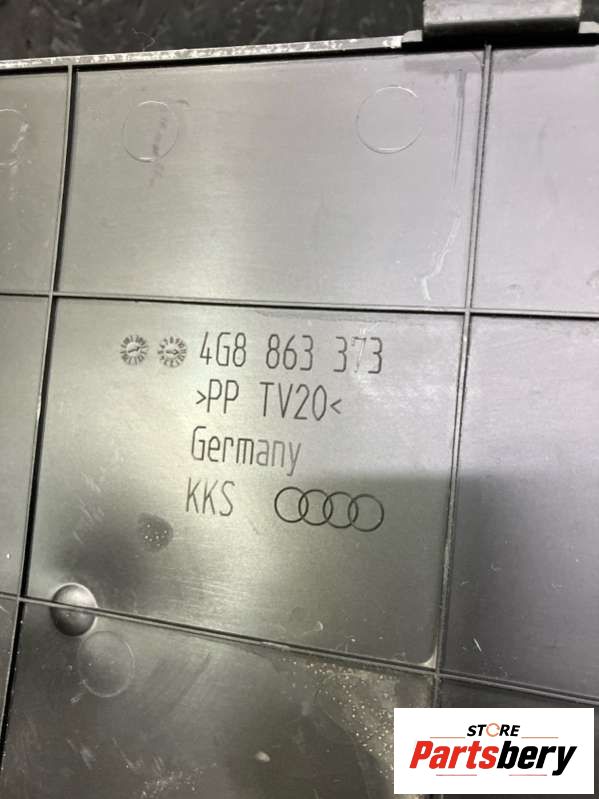 4G8 863 373
>PP TV20<
Germany
KKS
STORE
Partsbery